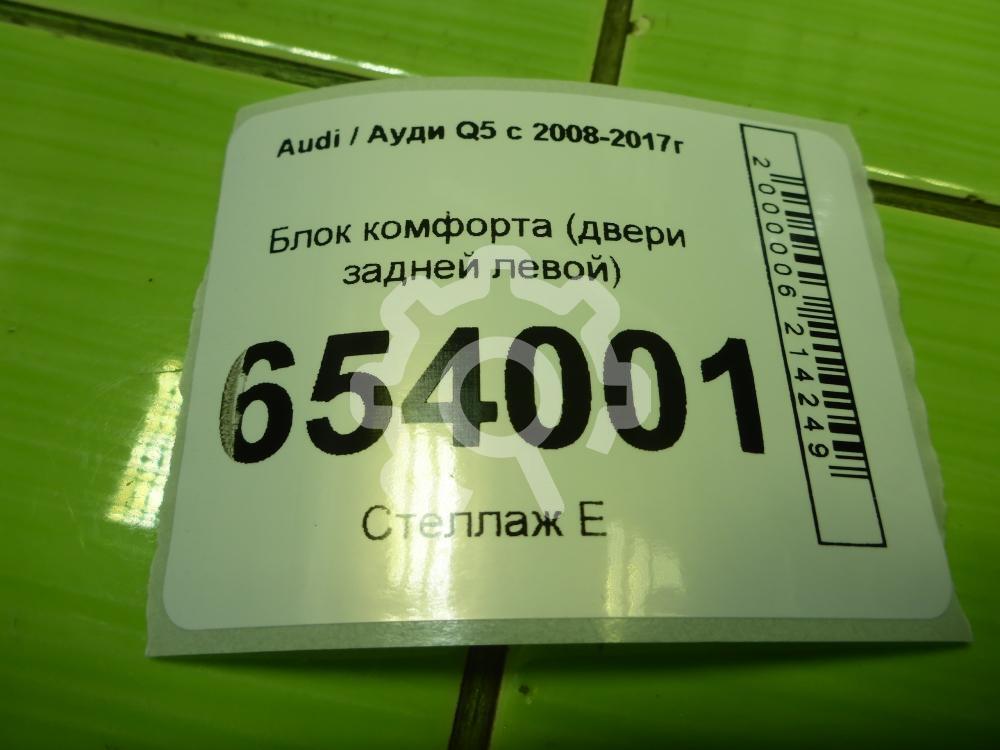 Audi / Ауди Q5 с 2008-2017г
Блок комфорта (двери
задней левой)
654001
Стеллаж Е
2000006214249